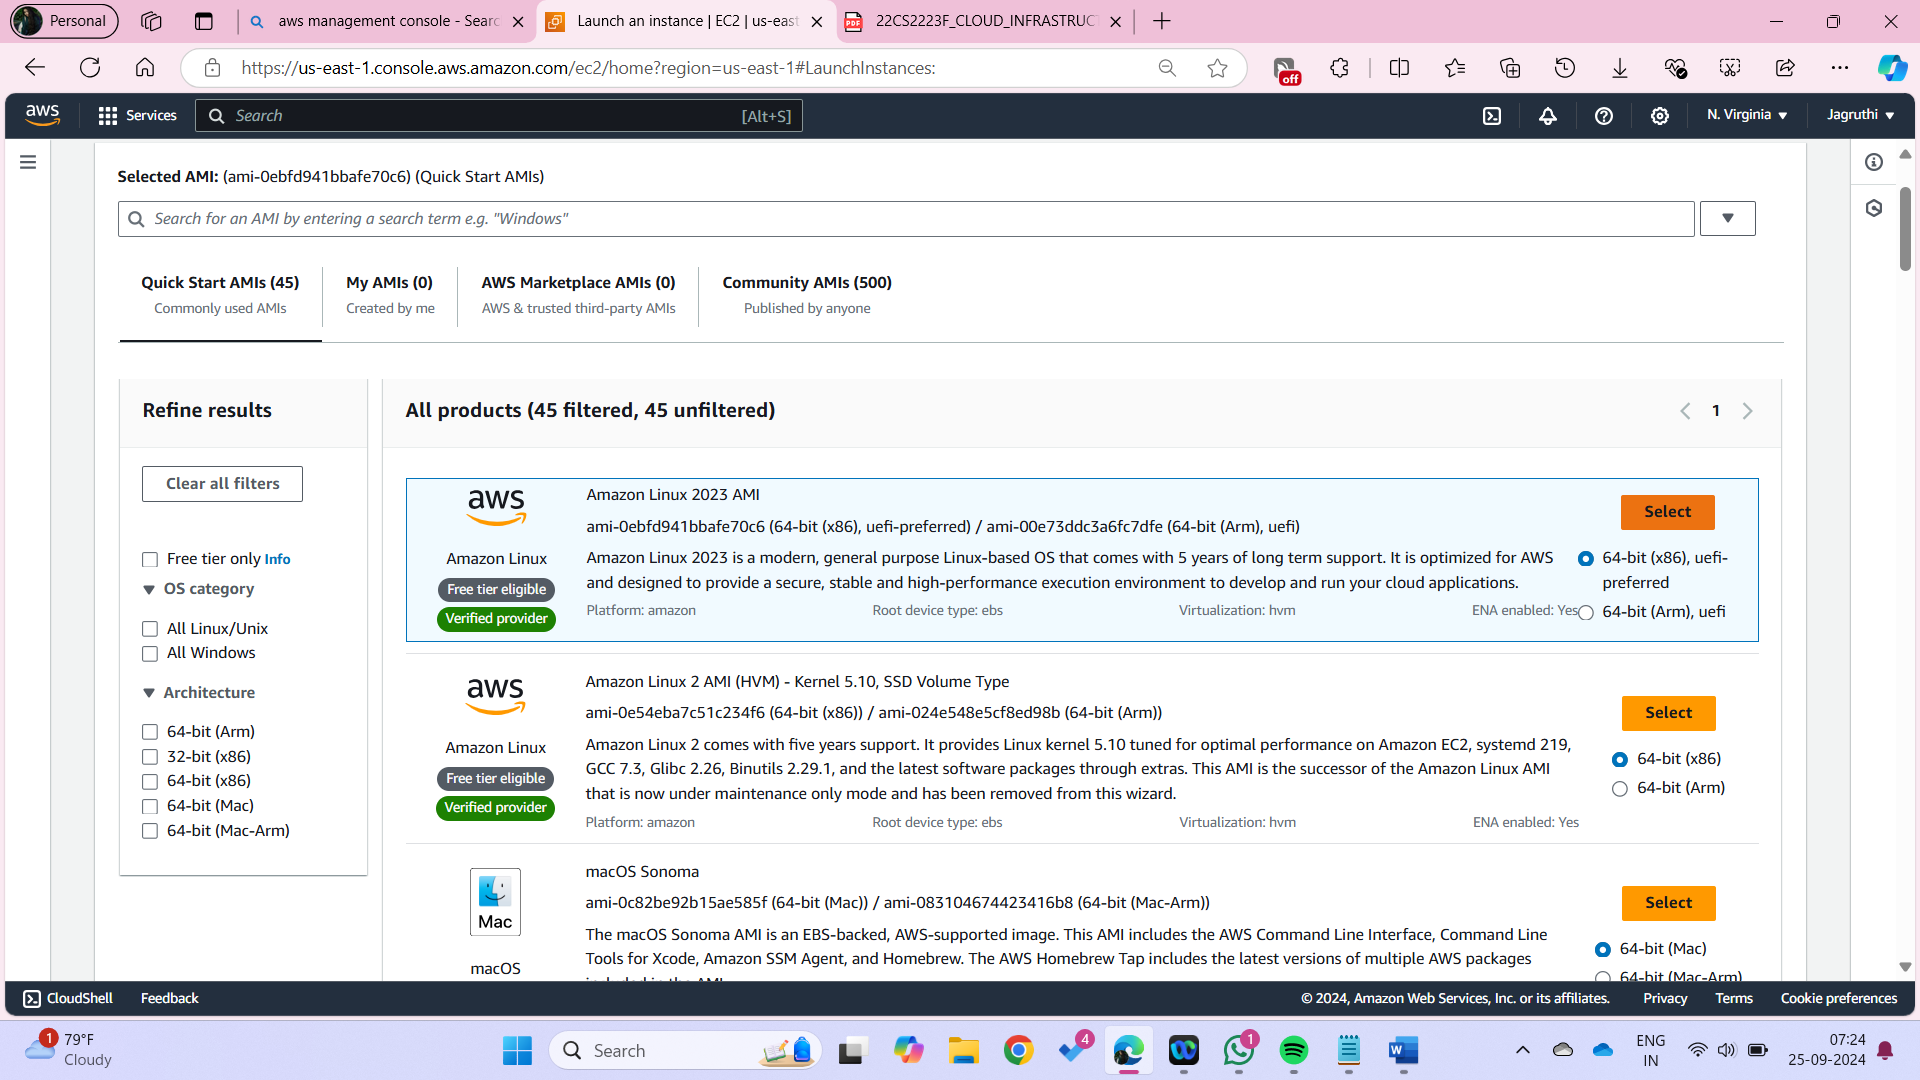 Personal
aws management console - Searc
Launch an instance | EC2 | us-east
22CS2223F_CLOUD_INFRASTRUCT
https://us-east-1.console.aws.amazon.com/ec2/home?region=us-east-1#LaunchInstances:
off
aws
Services
Search
[Alt+S]
N. Virginia
Jagruthi
Selected AMI: (ami-0ebfd941bbafe70c6) (Quick Start AMIs)
Search for an AMI by entering a search term e.g. "Windows"
Quick Start AMIs (45)
Commonly used AMIs
My AMIs (0)
Created by me
AWS Marketplace AMIs (0)
AWS & trusted third-party AMIs
Community AMIs (500)
Published by anyone
Refine results
Clear all filters
Free tier only Info
OS category
All Linux/Unix
All Windows
Architecture
64-bit (Arm)
32-bit (x86)
64-bit (x86)
64-bit (Mac)
64-bit (Mac-Arm)
All products (45 filtered, 45 unfiltered)
1
aws
Amazon Linux
Free tier eligible
Verified provider
Amazon Linux 2023 AMI
ami-0ebfd941bbafe70c6 (64-bit (x86), uefi-preferred) / ami-00e73ddc3a6fc7dfe (64-bit (Arm), uefi)
Amazon Linux 2023 is a modern, general purpose Linux-based OS that comes with 5 years of long term support. It is optimized for AWS
and designed to provide a secure, stable and high-performance execution environment to develop and run your cloud applications.
Platform: amazon
Root device type: ebs
Virtualization: hvm
ENA enabled: Yes
Select
64-bit (x86), uefi-
preferred
64-bit (Arm), uefi
aws
Amazon Linux
Free tier eligible
Verified provider
Amazon Linux 2 AMI (HVM) - Kernel 5.10, SSD Volume Type
ami-0e54eba7c51c234f6 (64-bit (x86)) / ami-024e548e5cf8ed98b (64-bit (Arm))
Amazon Linux 2 comes with five years support. It provides Linux kernel 5.10 tuned for optimal performance on Amazon EC2, systemd 219,
GCC 7.3, Glibc 2.26, Binutils 2.29.1, and the latest software packages through extras. This AMI is the successor of the Amazon Linux AMI
that is now under maintenance only mode and has been removed from this wizard.
Platform: amazon
Root device type: ebs
Virtualization: hvm
ENA enabled: Yes
Select
64-bit (x86)
64-bit (Arm)
Mac
macOS
macOS Sonoma
ami-0c82be92b15ae585f (64-bit (Mac)) / ami-083104674423416b8 (64-bit (Mac-Arm))
The macOS Sonoma AMI is an EBS-backed, AWS-supported image. This AMI includes the AWS Command Line Interface, Command Line
Tools for Xcode, Amazon SSM Agent, and Homebrew. The AWS Homebrew Tap includes the latest versions of multiple AWS packages
included in the AMI
Select
64-bit (Mac)
64-bit (Mac-Arm)
CloudShell
Feedback
© 2024, Amazon Web Services, Inc. or its affiliates.
Privacy
Terms
Cookie preferences
1
79°F
Cloudy
Search
4
1
ENG
IN
07:24
25-09-2024